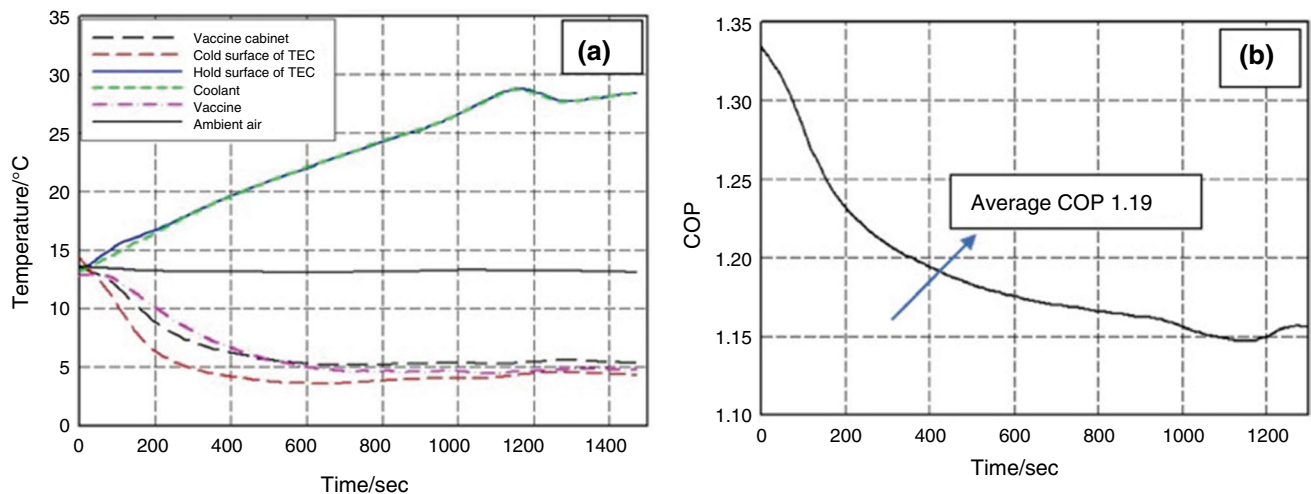 35
30
25
20
15
10
5
0
Temperature/°C
0 200 400 600 800 1000 1200 1400
Time/sec
Vaccine cabinet
Cold surface of TEC
Hold surface of TEC
Coolant
Vaccine
Ambient air
(a)
1.35
1.30
1.25
1.20
1.15
1.10
COP
0 200 400 600 800 1000 1200
Time/sec
Average COP 1.19
(b)